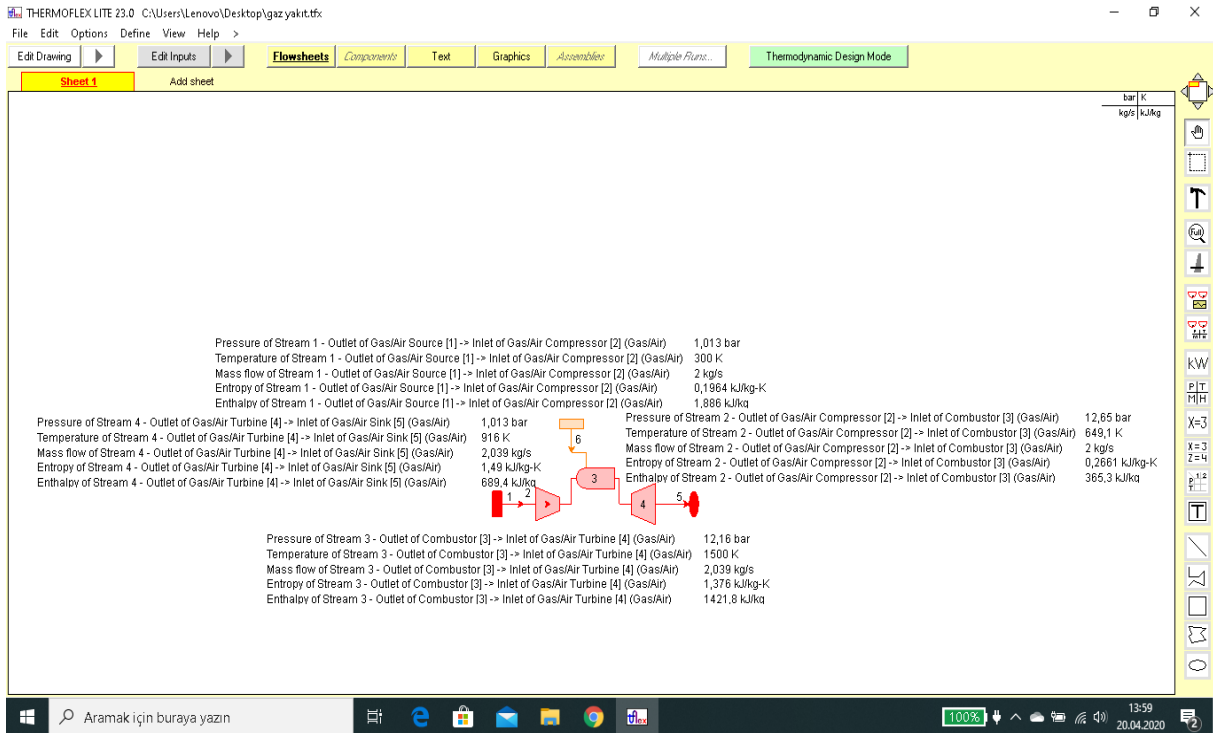 THERMOFLEX LITE 23.0 C:\Users\Lenovo\Desktop\gaz yakıt.tfx
File Edit Options Define View Help >
Edit Drawing Edit Inputs Flowsheets Components Text Graphics Assemblies Multiple Runs... Thermodynamic Design Mode
Sheet 1 Add sheet
bar K
kg/s kJ/kg
Pressure of Stream 1 - Outlet of Gas/Air Source [1] -> Inlet of Gas/Air Compressor [2] (Gas/Air) 1,013 bar
Temperature of Stream 1 - Outlet of Gas/Air Source [1] -> Inlet of Gas/Air Compressor [2] (Gas/Air) 300 K
Mass flow of Stream 1 - Outlet of Gas/Air Source [1] -> Inlet of Gas/Air Compressor [2] (Gas/Air) 2 kg/s
Entropy of Stream 1 - Outlet of Gas/Air Source [1] -> Inlet of Gas/Air Compressor [2] (Gas/Air) 0,1964 kJ/kg-K
Enthalpy of Stream 1 - Outlet of Gas/Air Source [1] -> Inlet of Gas/Air Compressor [2] (Gas/Air) 1,886 kJ/kg
Pressure of Stream 4 - Outlet of Gas/Air Turbine [4] -> Inlet of Gas/Air Sink [5] (Gas/Air) 1,013 bar
Temperature of Stream 4 - Outlet of Gas/Air Turbine [4] -> Inlet of Gas/Air Sink [5] (Gas/Air) 916 K
Mass flow of Stream 4 - Outlet of Gas/Air Turbine [4] -> Inlet of Gas/Air Sink [5] (Gas/Air) 2,039 kg/s
Entropy of Stream 4 - Outlet of Gas/Air Turbine [4] -> Inlet of Gas/Air Sink [5] (Gas/Air) 1,49 kJ/kg-K
Enthalpy of Stream 4 - Outlet of Gas/Air Turbine [4] -> Inlet of Gas/Air Sink [5] (Gas/Air) 689,4 kJ/kg
Pressure of Stream 2 - Outlet of Gas/Air Compressor [2] -> Inlet of Combustor [3] (Gas/Air) 12,65 bar
Temperature of Stream 2 - Outlet of Gas/Air Compressor [2] -> Inlet of Combustor [3] (Gas/Air) 649,1 K
Mass flow of Stream 2 - Outlet of Gas/Air Compressor [2] -> Inlet of Combustor [3] (Gas/Air) 2 kg/s
Entropy of Stream 2 - Outlet of Gas/Air Compressor [2] -> Inlet of Combustor [3] (Gas/Air) 0,2661 kJ/kg-K
Enthalpy of Stream 2 - Outlet of Gas/Air Compressor [2] -> Inlet of Combustor [3] (Gas/Air) 365,3 kJ/kg
6
3
1 2
4
5
Pressure of Stream 3 - Outlet of Combustor [3] -> Inlet of Gas/Air Turbine [4] (Gas/Air) 12,16 bar
Temperature of Stream 3 - Outlet of Combustor [3] -> Inlet of Gas/Air Turbine [4] (Gas/Air) 1500 K
Mass flow of Stream 3 - Outlet of Combustor [3] -> Inlet of Gas/Air Turbine [4] (Gas/Air) 2,039 kg/s
Entropy of Stream 3 - Outlet of Combustor [3] -> Inlet of Gas/Air Turbine [4] (Gas/Air) 1,376 kJ/kg-K
Enthalpy of Stream 3 - Outlet of Combustor [3] -> Inlet of Gas/Air Turbine [4] (Gas/Air) 1421,8 kJ/kg
Full
kW
P T
M H
X=3
X=3
Z=4
T
Aramak için buraya yazın
100%
13:59
20.04.2020
2